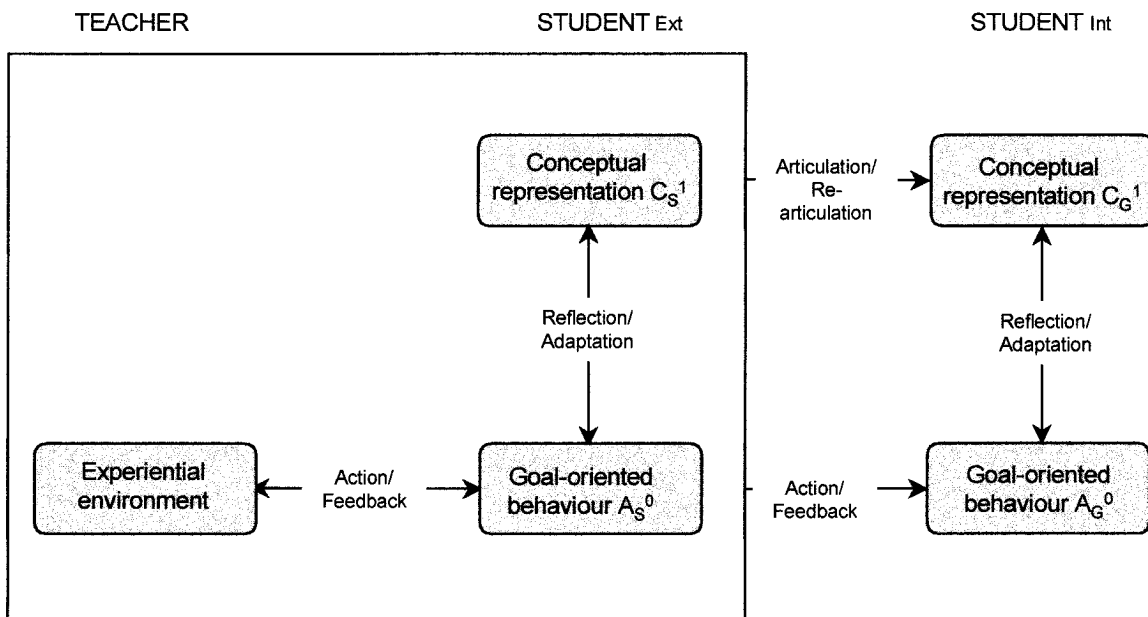 TEACHER
STUDENT Ext
STUDENT Int
Conceptual
representation C_S^1
Articulation/
Re-
articulation
Conceptual
representation C_G^1
Reflection/
Adaptation
Reflection/
Adaptation
Experiential
environment
Action/
Feedback
Goal-oriented
behaviour A_S^0
Action/
Feedback
Goal-oriented
behaviour A_G^0